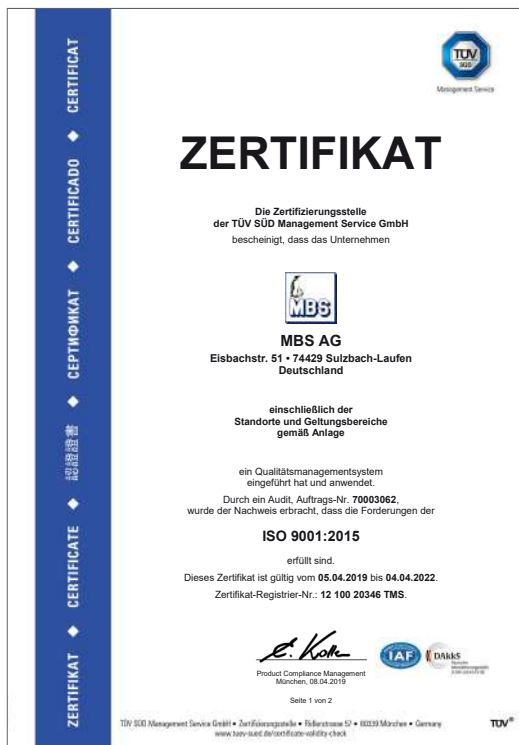 ZERTIFIKAT ◆ CERTIFICATE ◆ 認證證書 ◆ СЕРТИФИКАТ ◆ CERTIFICADO ◆ CERTIFICAT
TÜV
SÜD
Management Service
ZERTIFIKAT
Die Zertifizierungsstelle
der TÜV SÜD Management Service GmbH
bescheinigt, dass das Unternehmen
MBS
MBS AG
Eisbachstr. 51 • 74429 Sulzbach-Laufen
Deutschland
einschließlich der
Standorte und Geltungsbereiche
gemäß Anlage
ein Qualitätsmanagementsystem
eingeführt hat und anwendet.
Durch ein Audit, Auftrags-Nr. 70003062,
wurde der Nachweis erbracht, dass die Forderungen der
ISO 9001:2015
erfüllt sind.
Dieses Zertifikat ist gültig vom 05.04.2019 bis 04.04.2022.
Zertifikat-Registrier-Nr.: 12 100 20346 TMS.
E. Kolle
IAF
DAkkS
Product Compliance Management
München, 08.04.2019
Seite 1 von 2
TÜV SÜD Management Service GmbH • Zertifizierungsstelle • Ridlerstrasse 57 • 80339 München • Germany
www.tuev-sued.de/certificate-validity-check
TÜV®